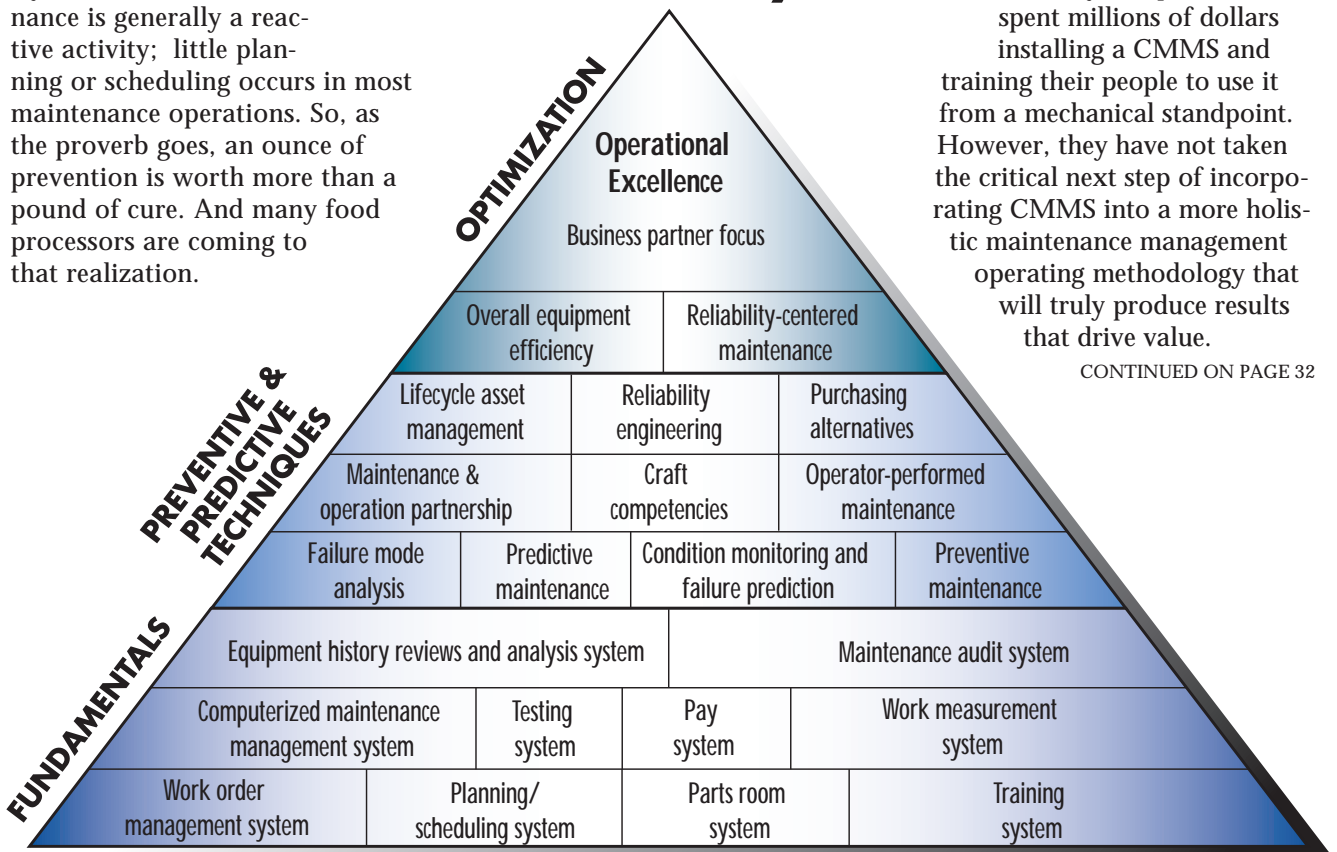 nance is generally a reac-
tive activity; little plan-
ning or scheduling occurs in most
maintenance operations. So, as
the proverb goes, an ounce of
prevention is worth more than a
pound of cure. And many food
processors are coming to
that realization.
spent millions of dollars
installing a CMMS and
training their people to use it
from a mechanical standpoint.
However, they have not taken
the critical next step of incorpo-
rating CMMS into a more holis-
tic maintenance management
operating methodology that
will truly produce results
that drive value.
CONTINUED ON PAGE 32
OPTIMIZATION
Operational
Excellence
Business partner focus
Overall equipment
efficiency
Reliability-centered
maintenance
PREVENTIVE &
PREDICTIVE
TECHNIQUES
Lifecycle asset
management
Reliability
engineering
Purchasing
alternatives
Maintenance &
operation partnership
Craft
competencies
Operator-performed
maintenance
Failure mode
analysis
Predictive
maintenance
Condition monitoring and
failure prediction
Preventive
maintenance
FUNDAMENTALS
Equipment history reviews and analysis system
Maintenance audit system
Computerized maintenance
management system
Testing
system
Pay
system
Work measurement
system
Work order
management system
Planning/
scheduling system
Parts room
system
Training
system